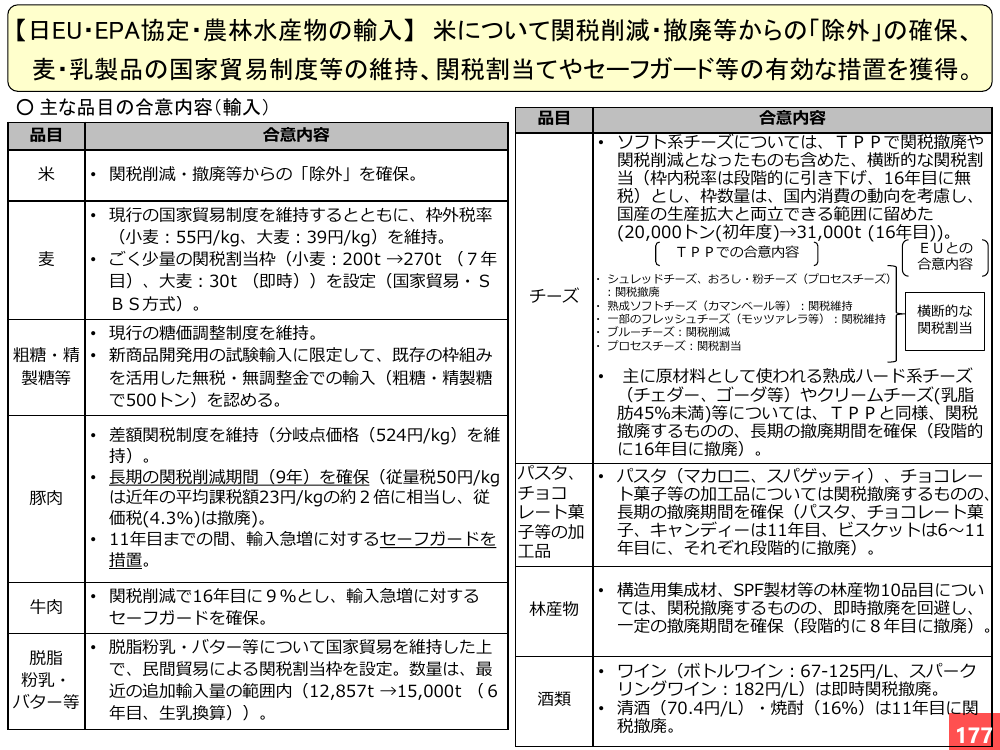 【日EU・EPA協定・農林水産物の輸入】 米について関税削減・撤廃等からの「除外」の確保、
麦・乳製品の国家貿易制度等の維持、関税割当てやセーフガード等の有効な措置を獲得。
〇 主な品目の合意内容（輸入）
品目 合意内容
米
• 関税削減・撤廃等からの「除外」を確保。
麦
• 現行の国家貿易制度を維持するとともに、枠外税率
（小麦：55円/kg、大麦：39円/kg）を維持。
• ごく少量の関税割当枠（小麦：200t →270t （７年
目）、大麦：30t （即時））を設定（国家貿易・Ｓ
ＢＳ方式）。
粗糖・精
製糖等
• 現行の糖価調整制度を維持。
• 新商品開発用の試験輸入に限定して、既存の枠組み
を活用した無税・無調整金での輸入（粗糖・精製糖
で500トン）を認める。
豚肉
• 差額関税制度を維持（分岐点価格（524円/kg）を維
持）。
• 長期の関税削減期間（9年）を確保（従量税50円/kg
は近年の平均課税額23円/kgの約２倍に相当し、従
価税(4.3%)は撤廃)。
• 11年目までの間、輸入急増に対するセーフガードを
措置。
牛肉
• 関税削減で16年目に９％とし、輸入急増に対する
セーフガードを確保。
脱脂
粉乳・
バター等
• 脱脂粉乳・バター等について国家貿易を維持した上
で、民間貿易による関税割当枠を設定。数量は、最
近の追加輸入量の範囲内（12,857t →15,000t （６
年目、生乳換算））。
品目 合意内容
チーズ
• ソフト系チーズについては、ＴＰＰで関税撤廃や
関税削減となったものも含めた、横断的な関税割
当（枠内税率は段階的に引き下げ、16年目に無
税）とし、枠数量は、国内消費の動向を考慮し、
国産の生産拡大と両立できる範囲に留めた
(20,000トン(初年度)→31,000t (16年目))。
ＴＰＰでの合意内容
ＥＵとの
合意内容
・ シュレッドチーズ、おろし・粉チーズ（プロセスチーズ）
：関税撤廃
・ 熟成ソフトチーズ（カマンベール等）：関税維持
・ 一部のフレッシュチーズ（モッツァレラ等）：関税維持
・ ブルーチーズ：関税削減
・ プロセスチーズ：関税割当
横断的な
関税割当
• 主に原材料として使われる熟成ハード系チーズ
（チェダー、ゴーダ等）やクリームチーズ(乳脂
肪45%未満)等については、ＴＰＰと同様、関税
撤廃するものの、長期の撤廃期間を確保（段階的
に16年目に撤廃）。
パスタ、
チョコ
レート菓
子等の加
工品
• パスタ（マカロニ、スパゲッティ）、チョコレー
ト菓子等の加工品については関税撤廃するものの、
長期の撤廃期間を確保（パスタ、チョコレート菓
子、キャンディーは11年目、ビスケットは6～11
年目に、それぞれ段階的に撤廃）。
林産物
• 構造用集成材、SPF製材等の林産物10品目につい
ては、関税撤廃するものの、即時撤廃を回避し、
一定の撤廃期間を確保（段階的に８年目に撤廃）。
酒類
• ワイン（ボトルワイン：67-125円/L、スパーク
リングワイン：182円/L）は即時関税撤廃。
• 清酒（70.4円/L）・焼酎（16%）は11年目に関
税撤廃。
177